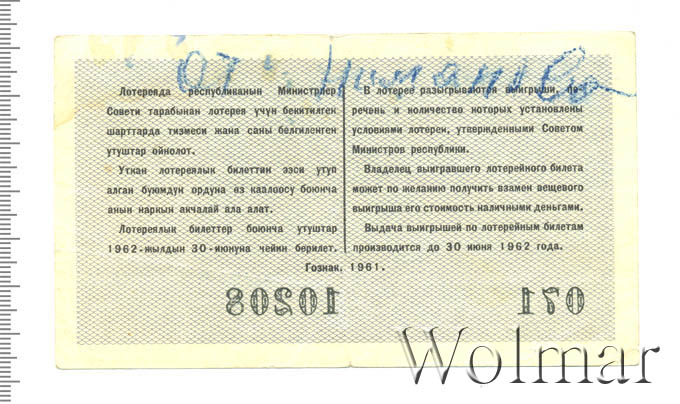 07
Лотереяда республиканын Министрлер
Совети тарабынан лотерея үчүн бекитилген
шарттарда тизмеси жана саны белгиленген
утуштар ойнолот.
Уткан лотереялык билеттин ээси утуп
алган буюмдун ордуна өз каалоосу боюнча
анын наркын акчалай ала алат.
Лотереялык билеттер боюнча утуштар
1962-жылдын 30-июнуна чейин берилет.
В лотерее разыгрываются выигрыши, пе-
речень и количество которых установлены
условиями лотереи, утвержденными Советом
Министров республики.
Владелец выигравшего лотерейного билета
может по желанию получить взамен вещевого
выигрыша его стоимость наличными деньгами.
Выдача выигрышей по лотерейным билетам
производится до 30 июня 1962 года.
Гознак. 1961.
10208
071
Wolmar